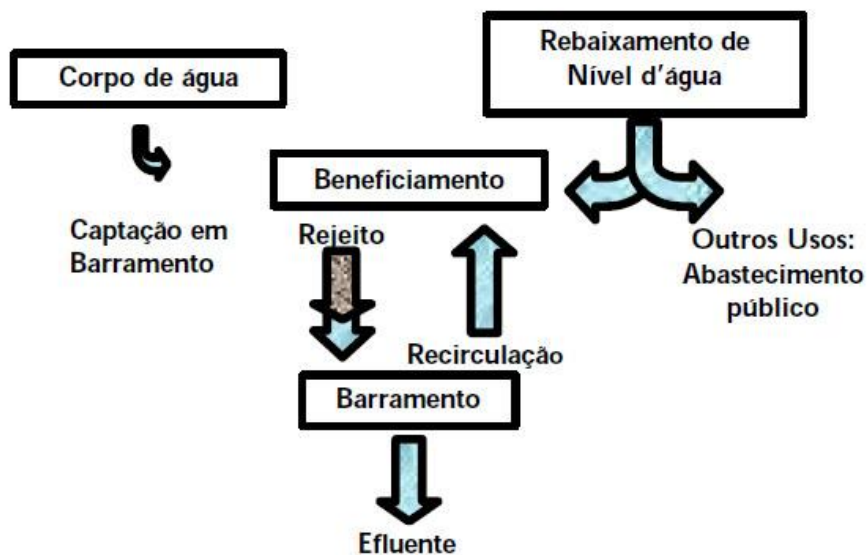 Corpo de água
Rebaixamento de
Nível d'água
Beneficiamento
Captação em
Barramento
Rejeito
Outros Usos:
Abastecimento
público
Recirculação
Barramento
Efluente